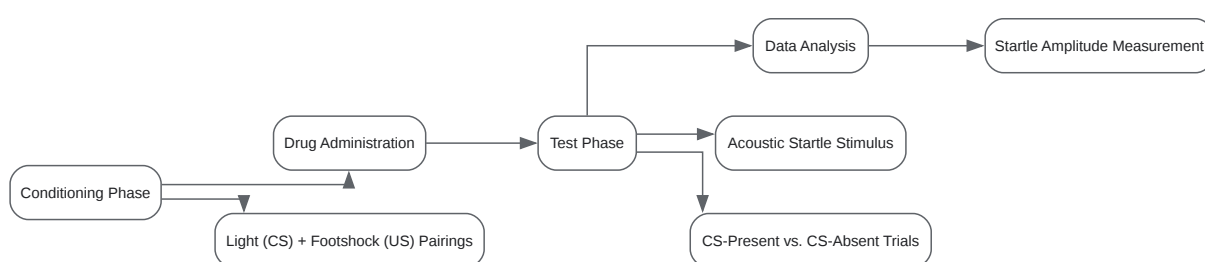 Data Analysis
Startle Amplitude Measurement
Drug Administration
Test Phase
Acoustic Startle Stimulus
Conditioning Phase
Light (CS) + Footshock (US) Pairings
CS-Present vs. CS-Absent Trials